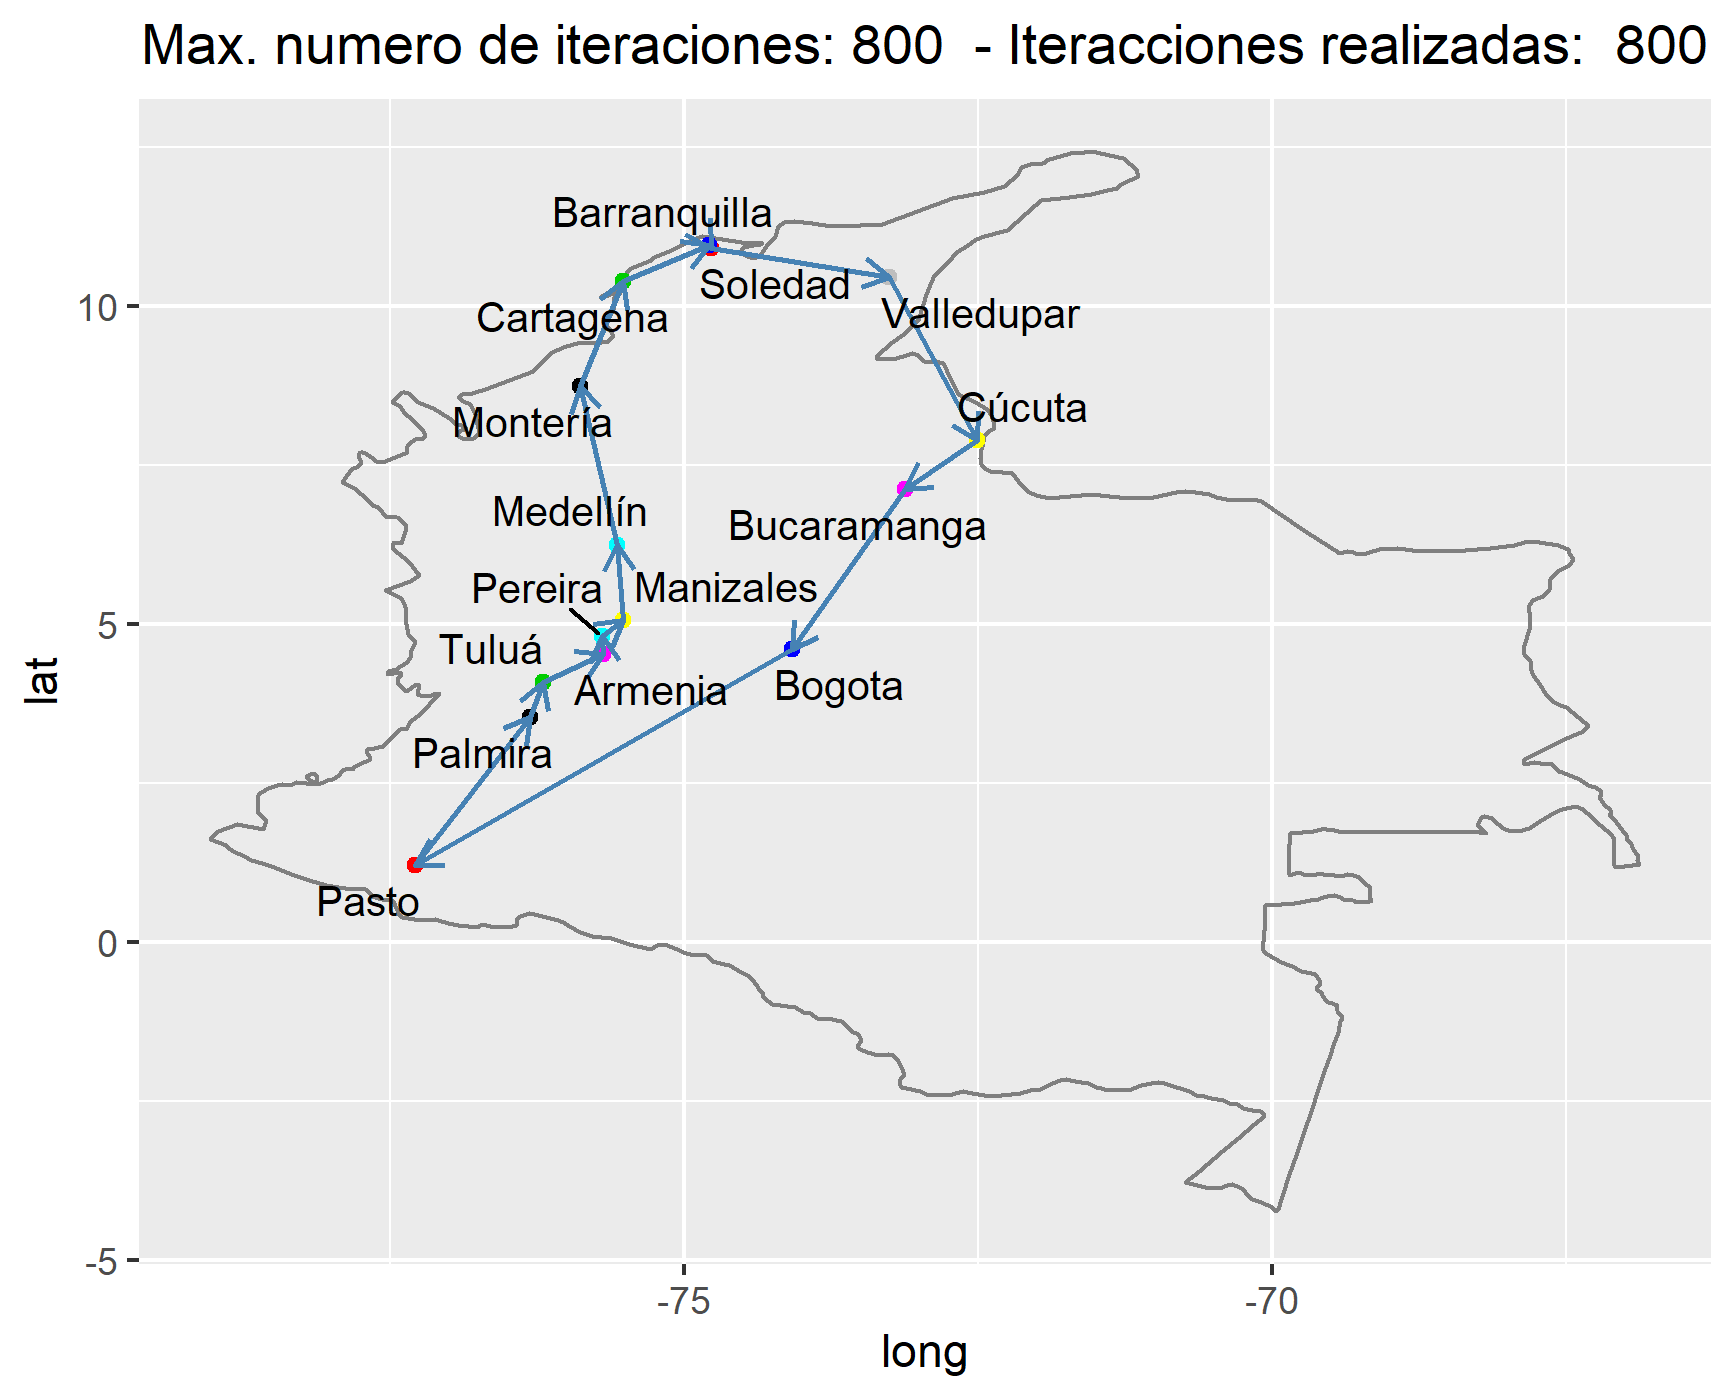 Max. numero de iteraciones: 800 - Iteracciones realizadas: 800
Barranquilla
Soledad
Cartagena
Valledupar
Cúcuta
Montería
Medellín
Bucaramanga
Pereira
Manizales
Tuluá
Armenia
Bogota
Palmira
Pasto
lat
10
5
0
-5
-75
-70
long